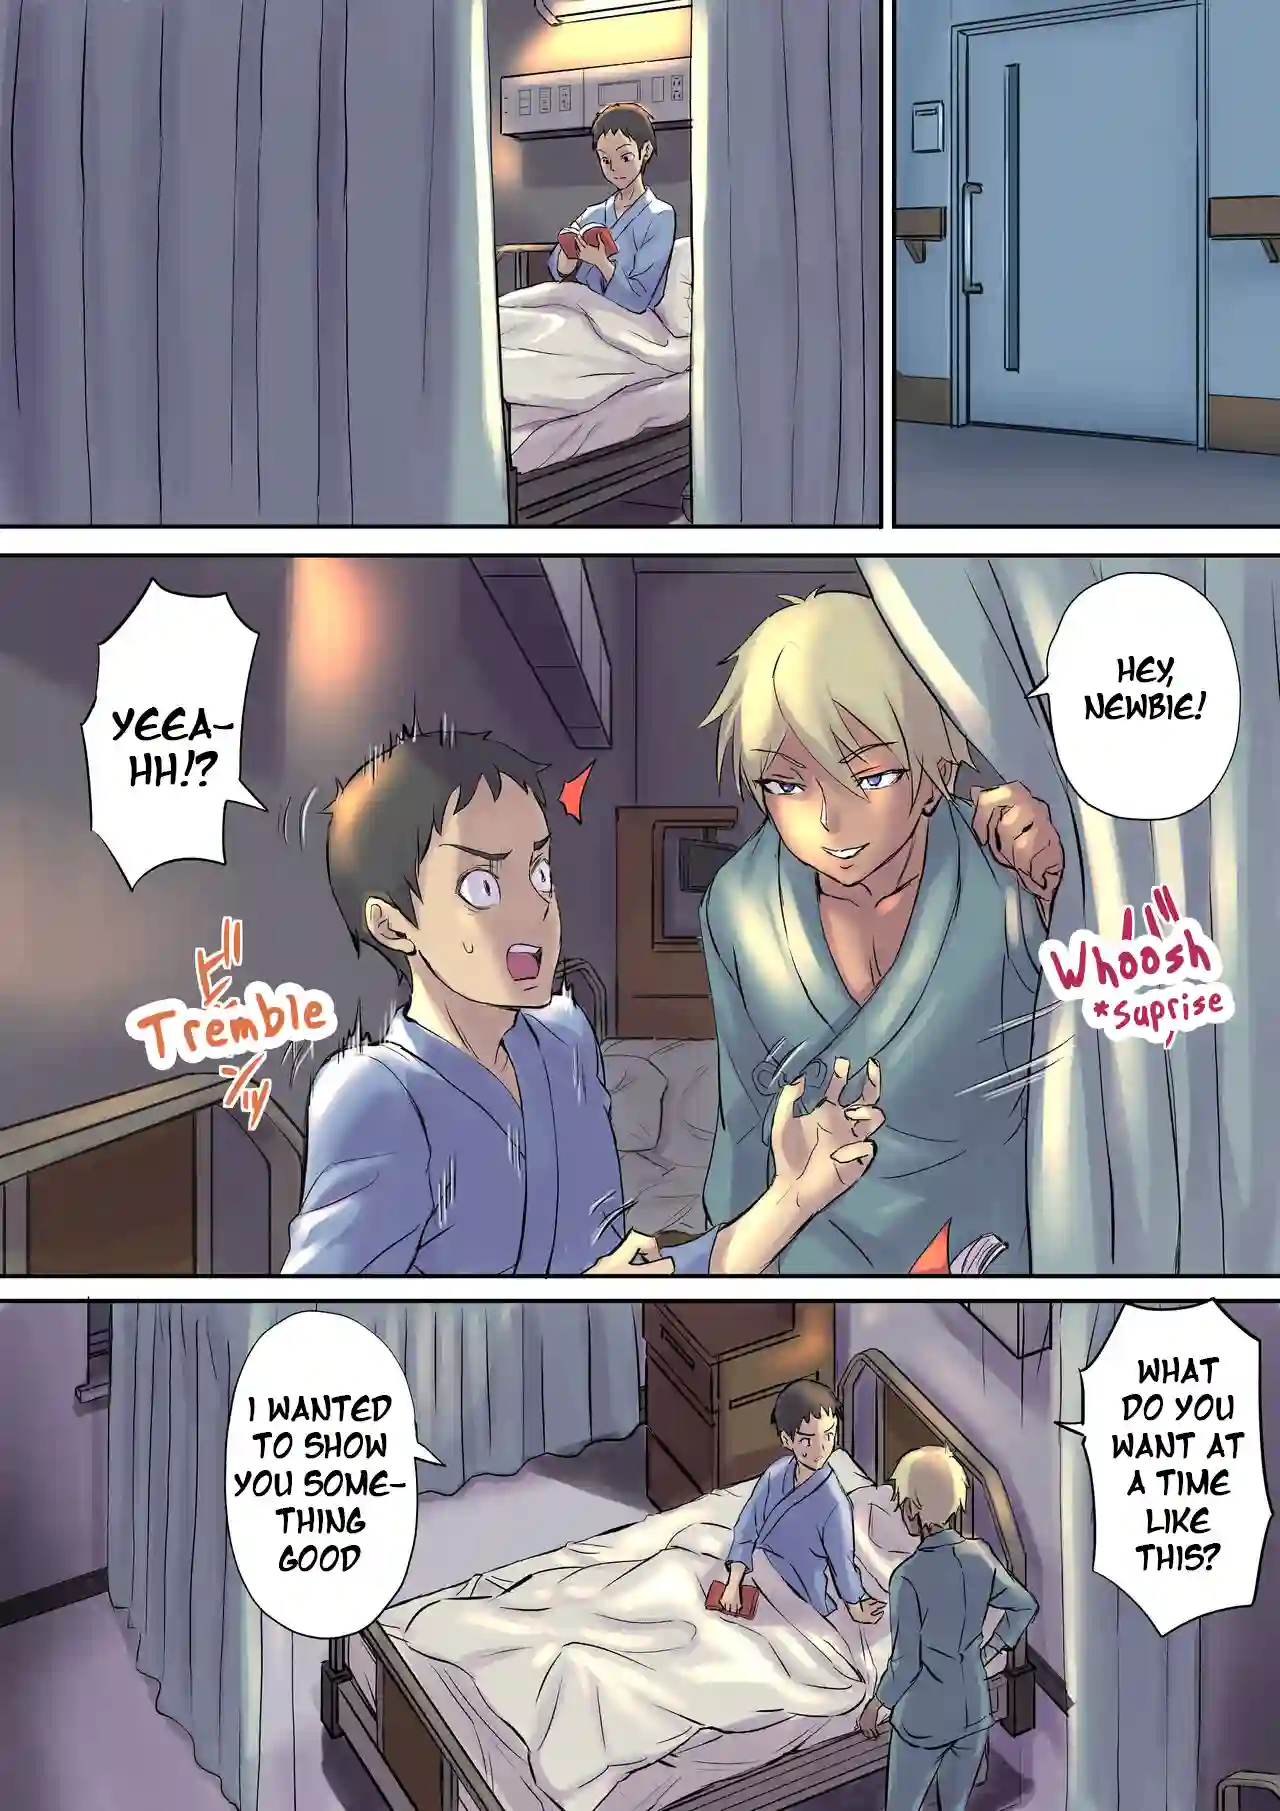 HEY,
NEWBIE!
YEEA-
HH!?
Whoosh
*Suprise
Tremble
WHAT
DO YOU
WANT AT
A TIME
LIKE
THIS?
I WANTED
TO SHOW
YOU SOME-
THING
GOOD